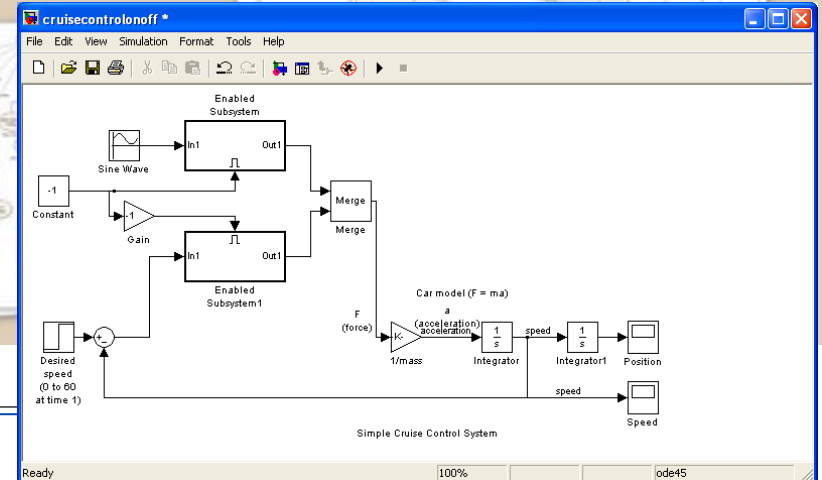 cruisecontrolonoff *
File Edit View Simulation Format Tools Help
Enabled
Subsystem
In1 Out1
Sine Wave
-1
Constant
-1
Gain
Merge
Merge
In1 Out1
Enabled
Subsystem1
Car model (F = ma)
F
(force)
a
(acceleration)
acceleration
K-
1/mass
1
s
Integrator
speed
1
s
Integrator1
Position
+
-
Desired
speed
(0 to 60
at time 1)
speed
Speed
Simple Cruise Control System
Ready 100% ode45